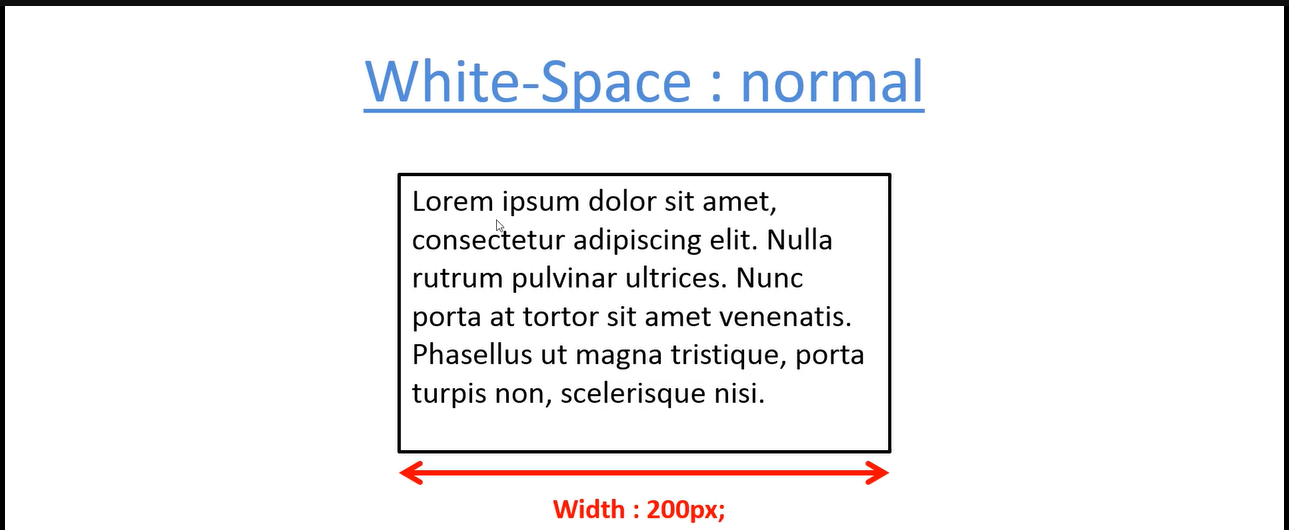 White-Space : normal
Lorem ipsum dolor sit amet,
consectetur adipiscing elit. Nulla
rutrum pulvinar ultrices. Nunc
porta at tortor sit amet venenatis.
Phasellus ut magna tristique, porta
turpis non, scelerisque nisi.
Width : 200px;